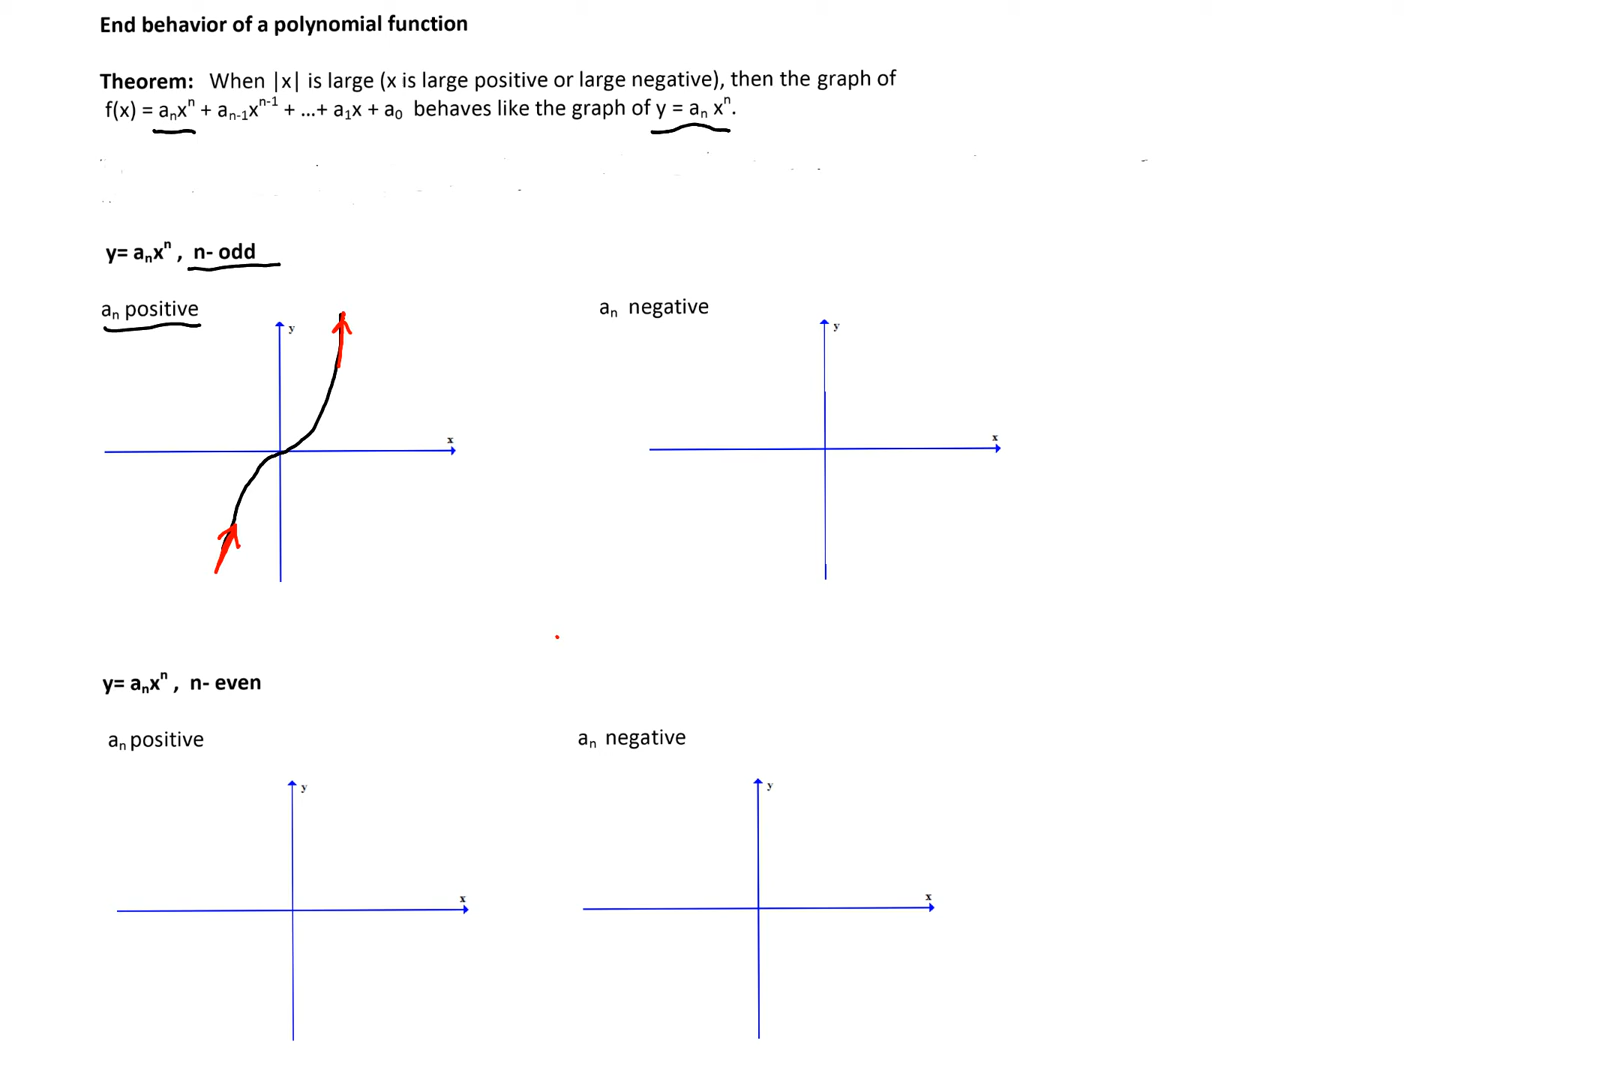 End behavior of a polynomial function
Theorem: When |x| is large (x is large positive or large negative), then the graph of
f(x) = aₙxⁿ + aₙ₋₁xⁿ⁻¹ + ...+ a₁x + a₀ behaves like the graph of y = aₙ xⁿ.
y= aₙxⁿ , n- odd
aₙ positive
aₙ negative
y
y
x
x
y= aₙxⁿ , n- even
aₙ positive
aₙ negative
y
y
x
x